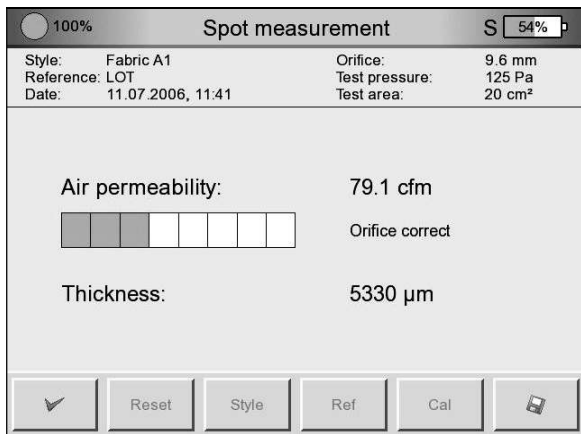 100% Spot measurement S 54%
Style: Fabric A1 Orifice: 9.6 mm
Reference: LOT Test pressure: 125 Pa
Date: 11.07.2006, 11:41 Test area: 20 cm²
Air permeability: 79.1 cfm
Orifice correct
Thickness: 5330 µm
Reset Style Ref Cal